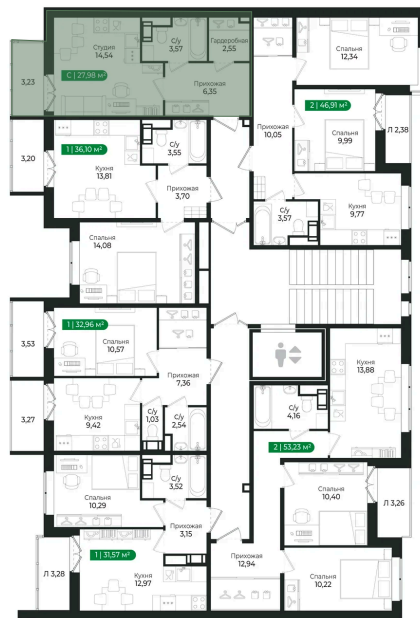 Студия
14,54
С/у
3,57
Гардеробная
2,55
Спальня
12,34
3,23
С | 27,98 м²
Прихожая
6,35
2 | 46,91 м²
9,99
Л 2,38
1 | 36,10 м²
Кухня
13,81
С/у
3,55
Прихожая
10,05
3,20
Прихожая
3,70
С/у
3,57
Кухня
9,77
Спальня
14,08
1 | 32,96 м²
Спальня
10,57
3,53
Прихожая
7,36
Кухня
13,88
3,27
Кухня
9,42
С/у
1,03
С/у
2,54
С/у
4,16
2 | 53,23 м²
Спальня
10,29
С/у
3,52
Спальня
10,40
Л 3,26
Прихожая
3,15
1 | 31,57 м²
Кухня
12,97
Л 3,28
Прихожая
12,94
Спальня
10,22